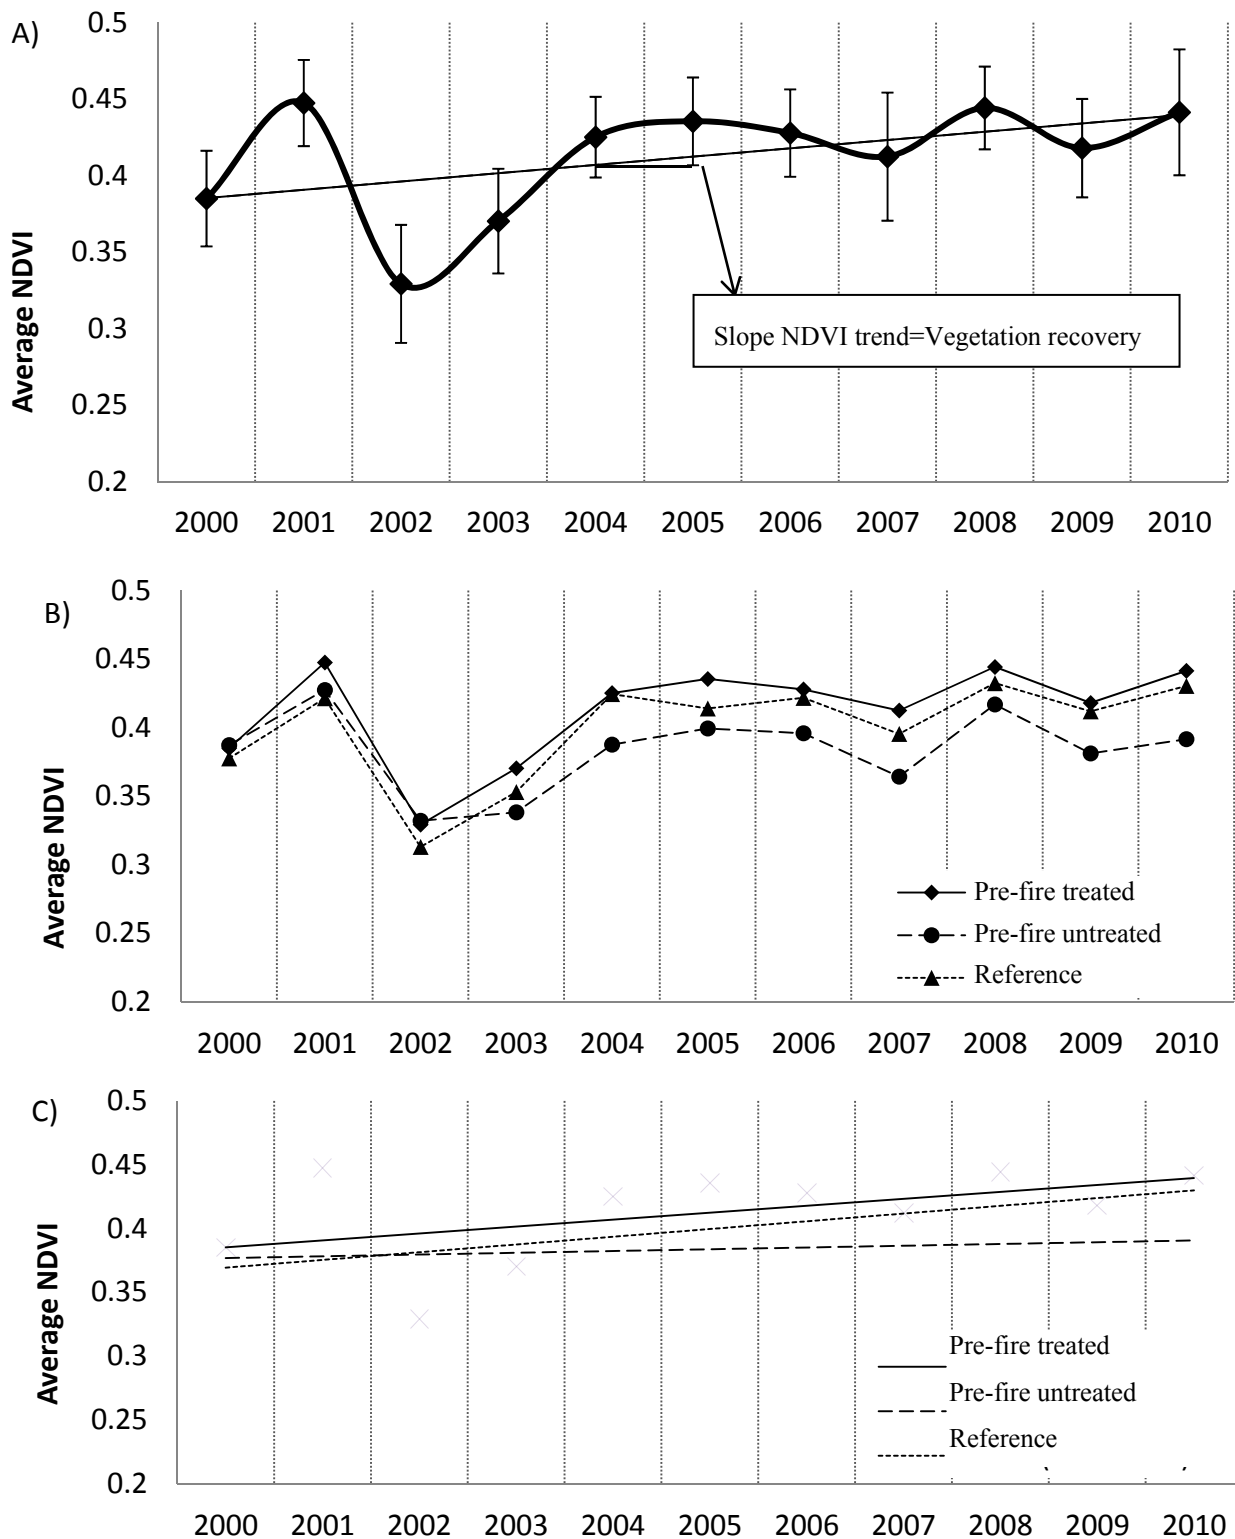 A)
0.5
0.45
0.4
0.35
0.3
0.25
0.2
Average NDVI
Slope NDVI trend=Vegetation recovery
2000 2001 2002 2003 2004 2005 2006 2007 2008 2009 2010
B)
0.5
0.45
0.4
0.35
0.3
0.25
0.2
Average NDVI
Pre-fire treated
Pre-fire untreated
Reference
2000 2001 2002 2003 2004 2005 2006 2007 2008 2009 2010
C)
0.5
0.45
0.4
0.35
0.3
0.25
0.2
Average NDVI
Pre-fire treated
Pre-fire untreated
Reference
2000 2001 2002 2003 2004 2005 2006 2007 2008 2009 2010